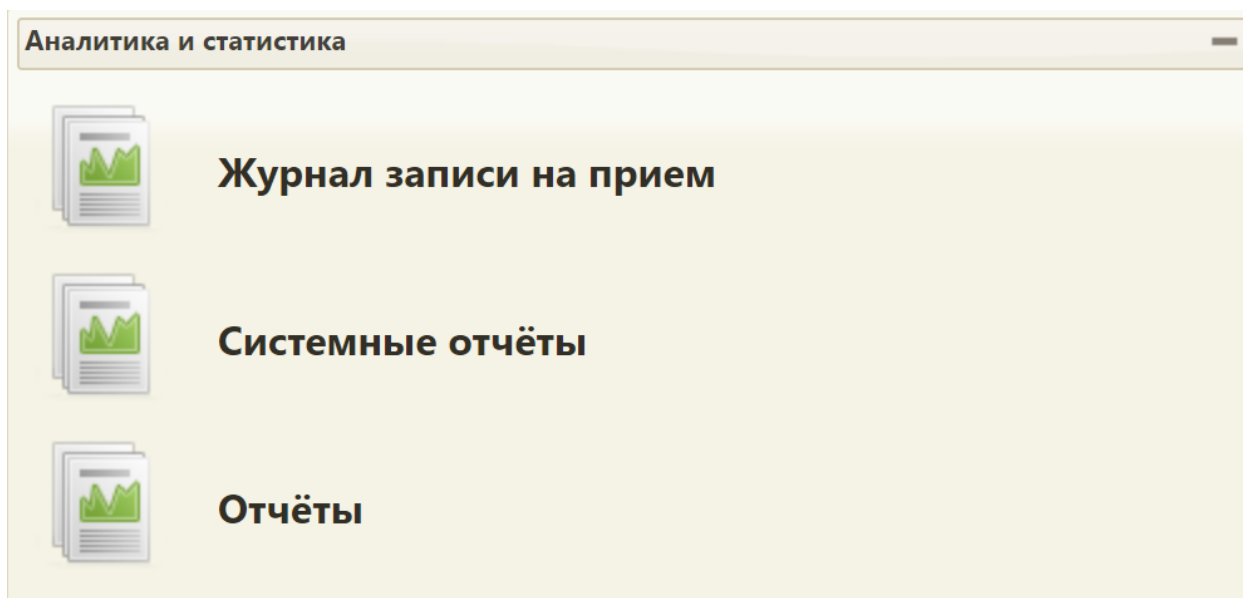 Аналитика и статистика
Журнал записи на прием
Системные отчёты
Отчёты